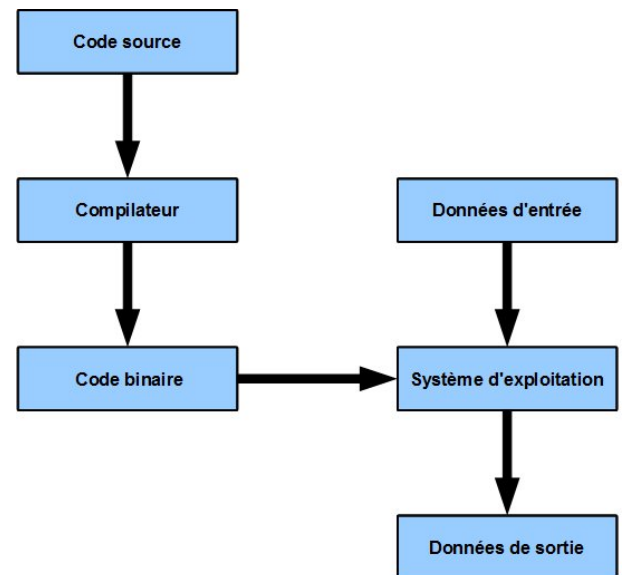 Code source
Compilateur
Données d'entrée
Code binaire
Système d'exploitation
Données de sortie